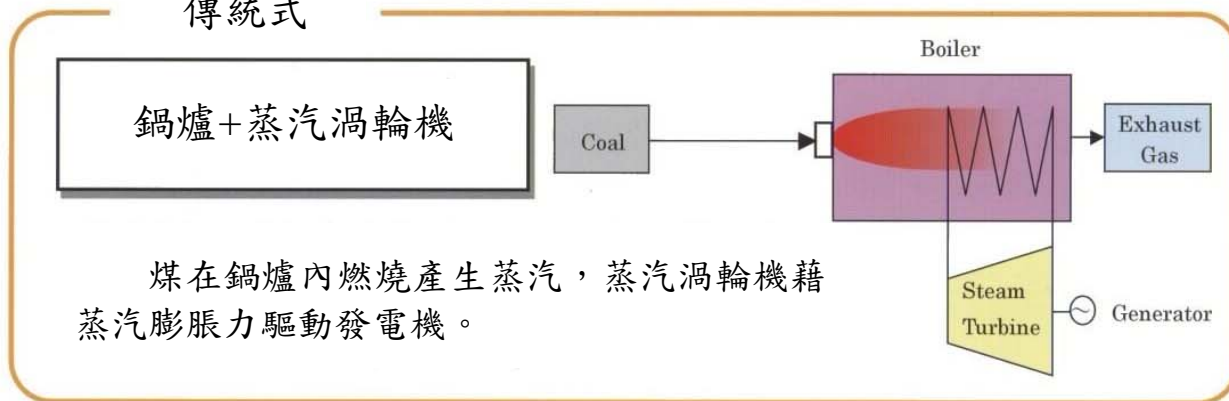 傳統式
鍋爐+蒸汽渦輪機
Coal
Boiler
Exhaust
Gas
煤在鍋爐內燃燒產生蒸汽，蒸汽渦輪機藉
蒸汽膨脹力驅動發電機。
Steam
Turbine
Generator